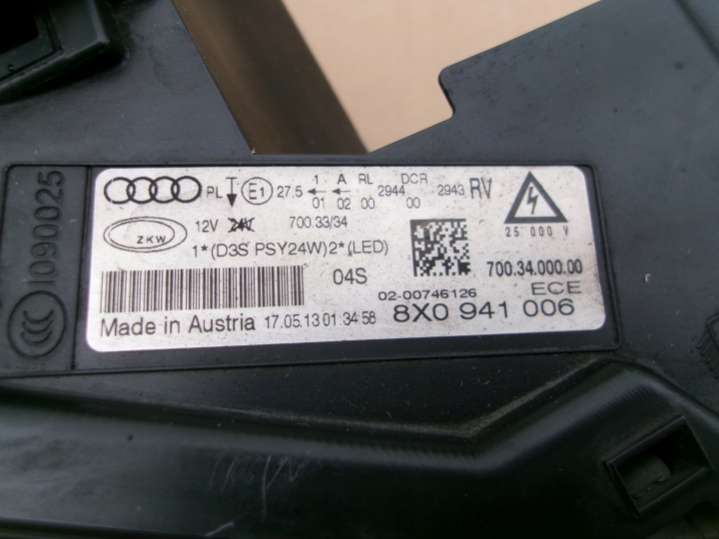 1090025
CCC
PL E1 27.5 1 A RL DCR RV
01 02 00 2944 00 2943
12V 24V 700.33/34
ZKW
1*(D3S PSY24W)2*(LED)
25 000 V
04S
700.34.000.00
02-00746126 ECE
Made in Austria 17.05.13 01:34:58 8X0 941 006